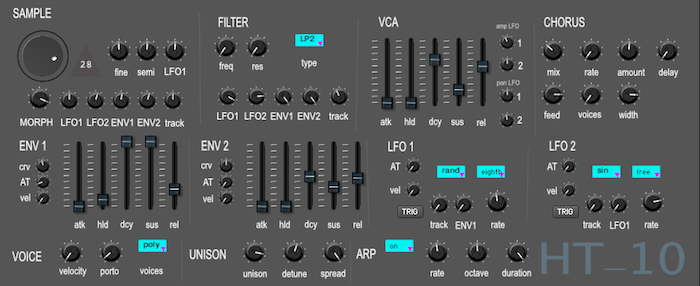 SAMPLE
28
fine semi LFO1
MORPH LFO1 LFO2 ENV1 ENV2 track
FILTER
LP2
freq res type
LFO1 LFO2 ENV1 ENV2 track
VCA
amp LFO
1
2
pan LFO
1
2
atk hld dcy sus rel
CHORUS
mix rate amount delay
feed voices width
ENV 1
crv
AT
vel
atk hld dcy sus rel
ENV 2
crv
AT
vel
atk hld dcy sus rel
LFO 1
AT rand eighth
vel
TRIG
track ENV1 rate
LFO 2
AT sin free
vel
TRIG
track LFO1 rate
VOICE
poly
velocity porto voices
UNISON
unison detune spread
ARP
on
rate octave duration
HT_10